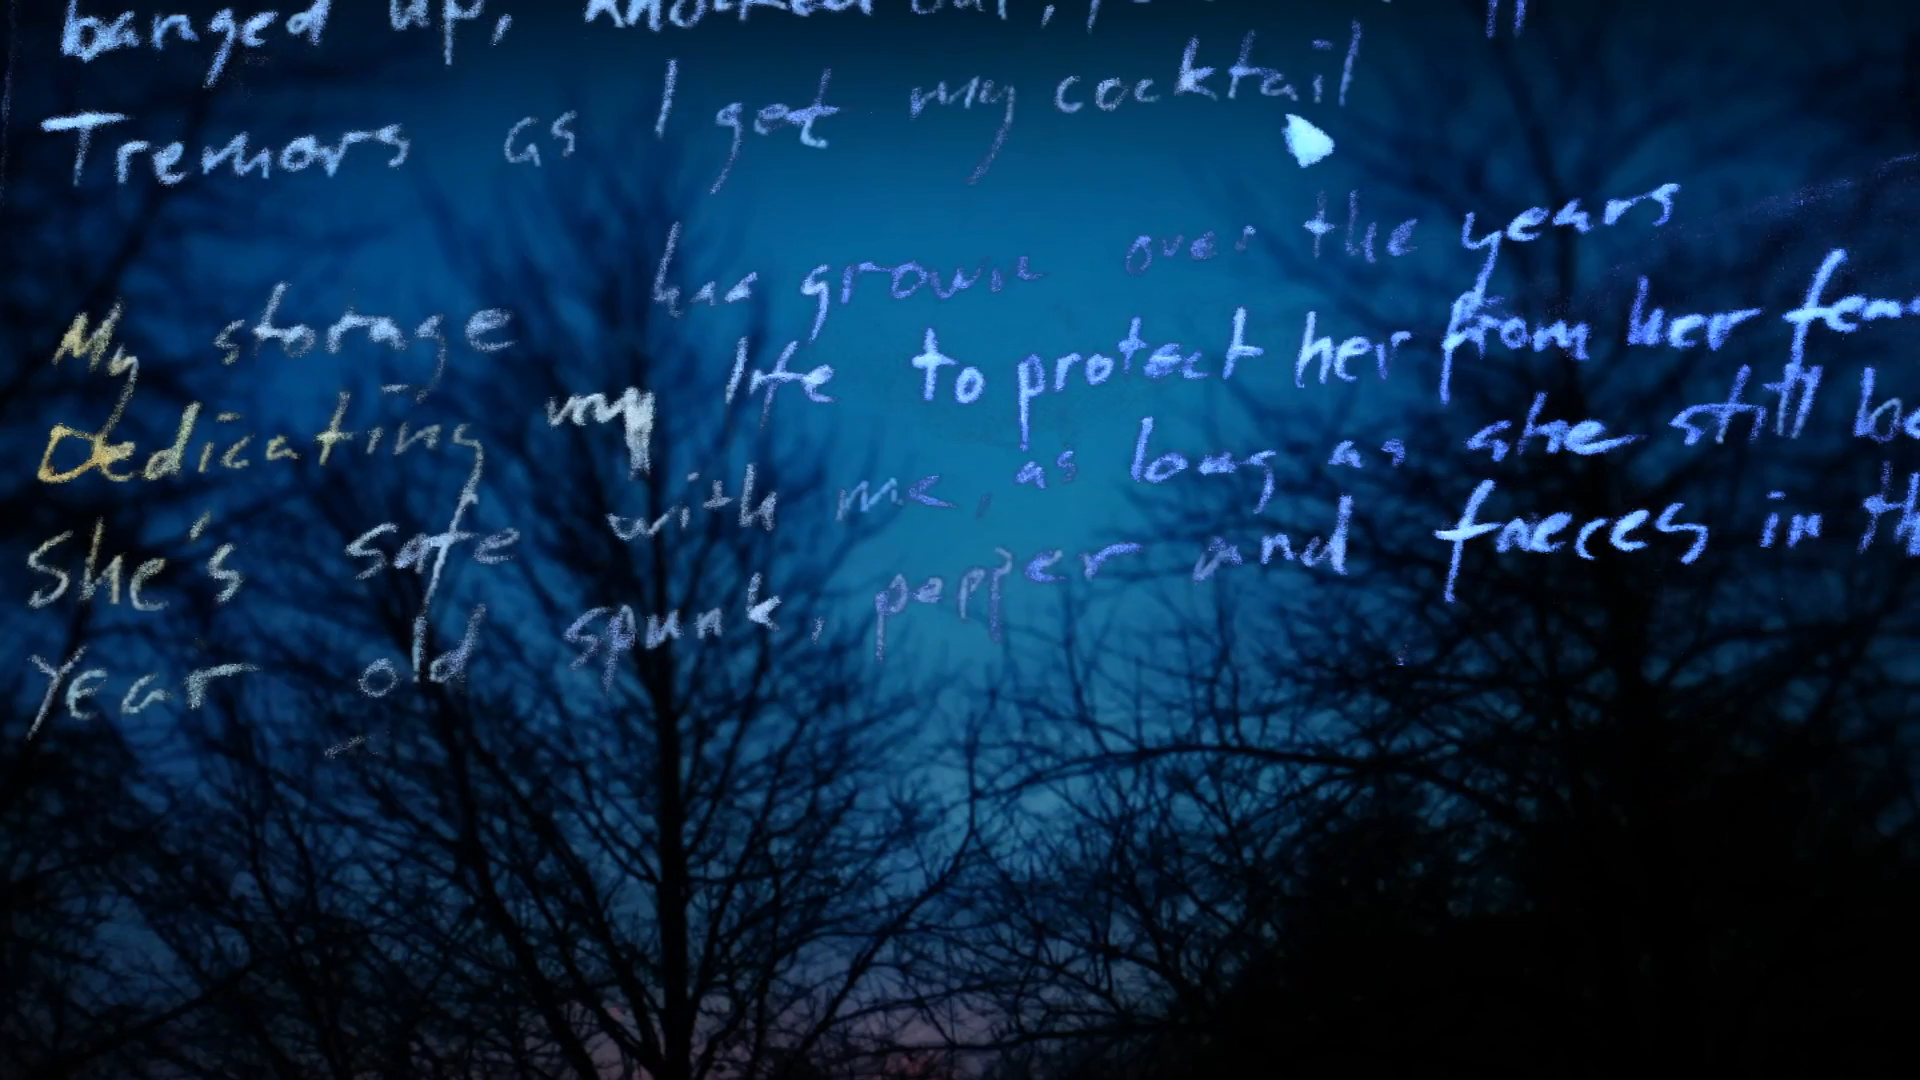 banged up, knocked out,
Tremors as I get my cocktail
My storage has grown over the years
Dedicating my life to protect her from her
She's safe with me, as long as she still
Year old spunk, pepper and faeces in